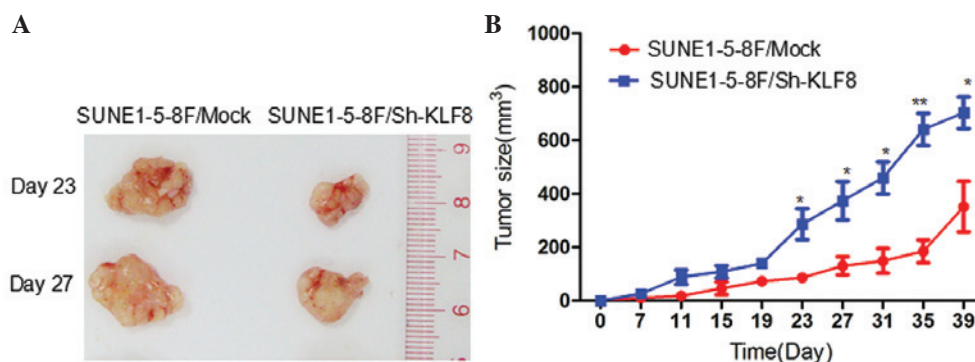 A
SUNE1-5-8F/Mock SUNE1-5-8F/Sh-KLF8
Day 23
Day 27
9
8
7
6
B
SUNE1-5-8F/Mock
SUNE1-5-8F/Sh-KLF8
Tumor size(mm³)
1000
800
600
400
200
0
* * * ** *
0 7 11 15 19 23 27 31 35 39
Time(Day)